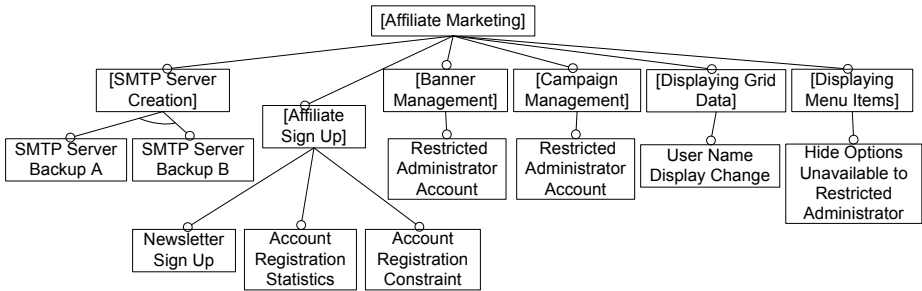 [Affiliate Marketing]
[SMTP Server
Creation]
[Affiliate
Sign Up]
[Banner
Management]
[Campaign
Management]
[Displaying Grid
Data]
[Displaying
Menu Items]
SMTP Server
Backup A
SMTP Server
Backup B
Restricted
Administrator
Account
Restricted
Administrator
Account
User Name
Display Change
Hide Options
Unavailable to
Restricted
Administrator
Newsletter
Sign Up
Account
Registration
Statistics
Account
Registration
Constraint